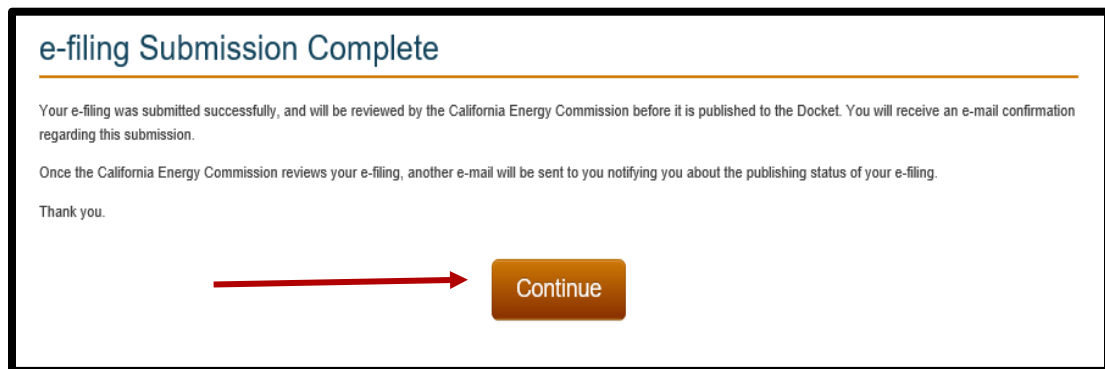 e-filing Submission Complete
Your e-filing was submitted successfully, and will be reviewed by the California Energy Commission before it is published to the Docket. You will receive an e-mail confirmation
regarding this submission.
Once the California Energy Commission reviews your e-filing, another e-mail will be sent to you notifying you about the publishing status of your e-filing.
Thank you.
Continue